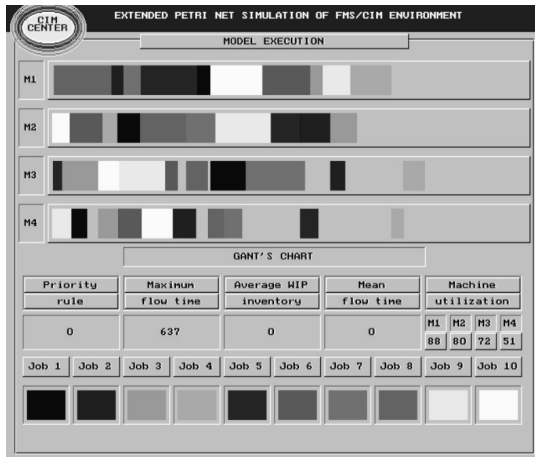 CIM
CENTER
EXTENDED PETRI NET SIMULATION OF FMS/CIM ENVIRONMENT
MODEL EXECUTION
M1
M2
M3
M4
GANT'S CHART
Priority Maximum Average WIP Mean Machine
rule flow time inventory flow time utilization
0 637 0 0
M1 M2 M3 M4
88 80 72 51
Job 1 Job 2 Job 3 Job 4 Job 5 Job 6 Job 7 Job 8 Job 9 Job 10